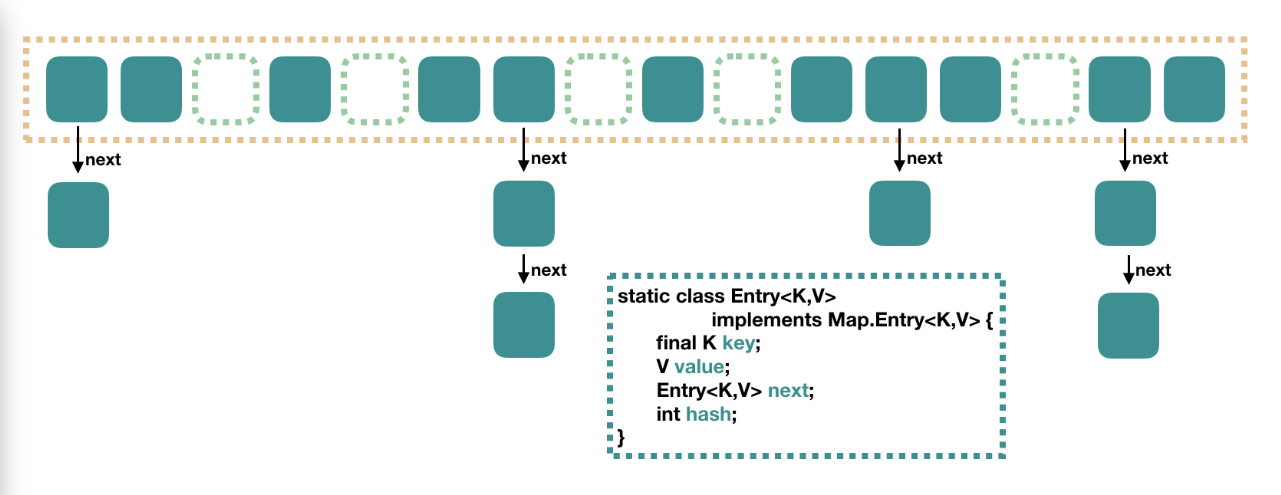 next
next
next
next
next
next
static class Entry<K,V>
implements Map.Entry<K,V> {
final K key;
V value;
Entry<K,V> next;
int hash;
}